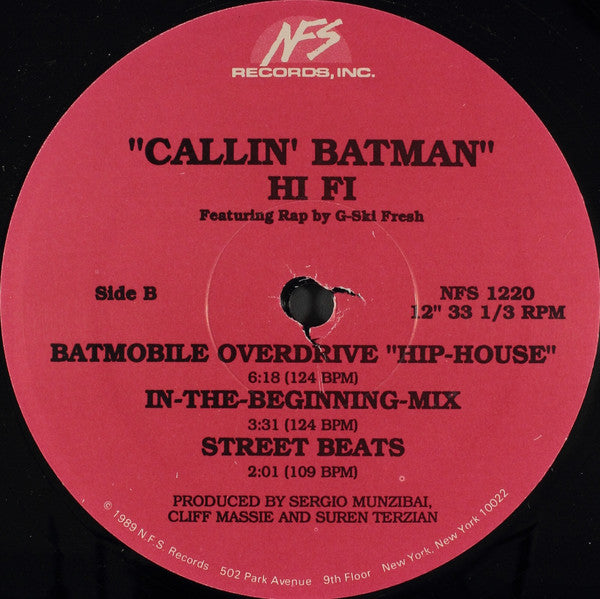 NFS
RECORDS, INC.
"CALLIN' BATMAN"
HI FI
Featuring Rap by G-Ski Fresh
Side B
NFS 1220
12" 33 1/3 RPM
BATMOBILE OVERDRIVE "HIP-HOUSE"
6:18 (124 BPM)
IN-THE-BEGINNING-MIX
3:31 (124 BPM)
STREET BEATS
2:01 (109 BPM)
PRODUCED BY SERGIO MUNZIBAI,
CLIFF MASSIE AND SUREN TERZIAN
© 1989 N.F.S. Records 502 Park Avenue 9th Floor New York, New York 10022